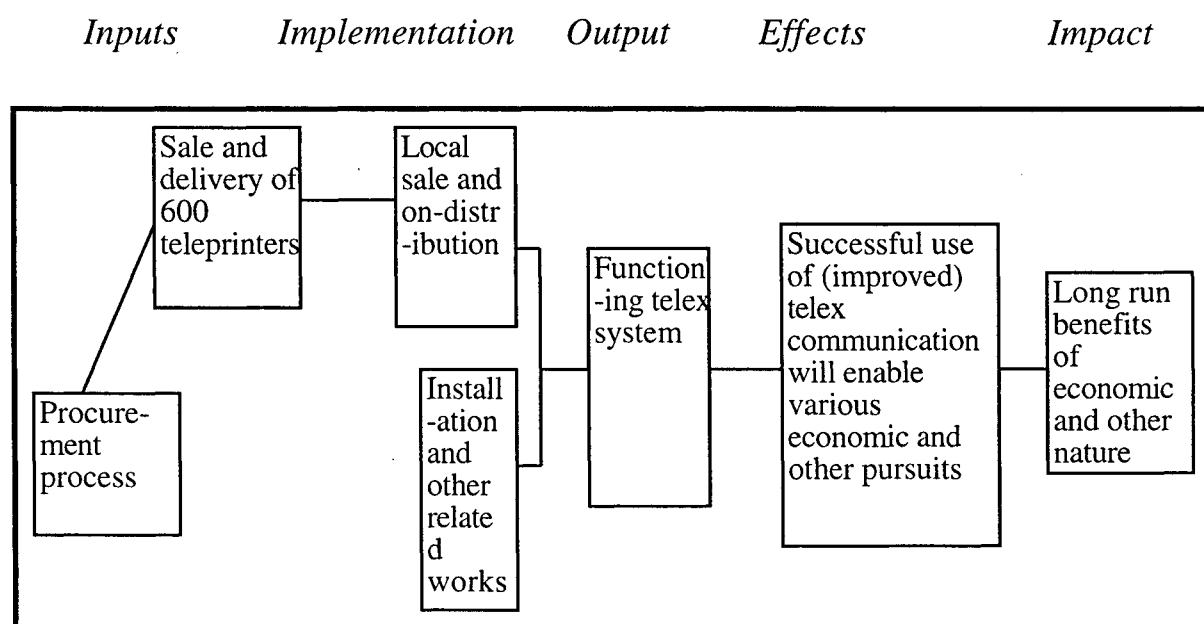 Inputs Implementation Output Effects Impact
Sale and
delivery of
600
teleprinters
Local
sale and
on-distr
-ibution
Procure-
ment
process
Install
-ation
and
other
relate
d
works
Function
-ing telex
system
Successful use
of (improved)
telex
communication
will enable
various
economic and
other pursuits
Long run
benefits
of
economic
and other
nature